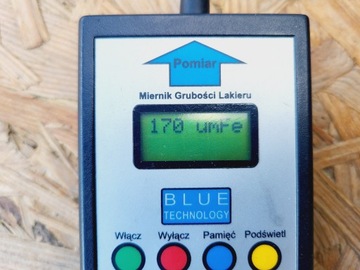 Pomiar
Miernik Grubości Lakieru
170 umFe
BLUE
TECHNOLOGY
Włącz Wyłącz Pamięć Podświetl